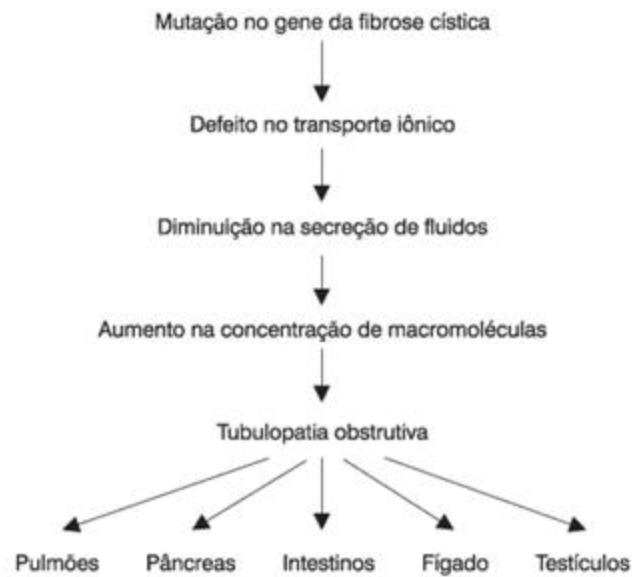 Mutação no gene da fibrose cística
Defeito no transporte iônico
Diminuição na secreção de fluidos
Aumento na concentração de macromoléculas
Tubulopatia obstrutiva
Pulmões Pâncreas Intestinos Fígado Testículos